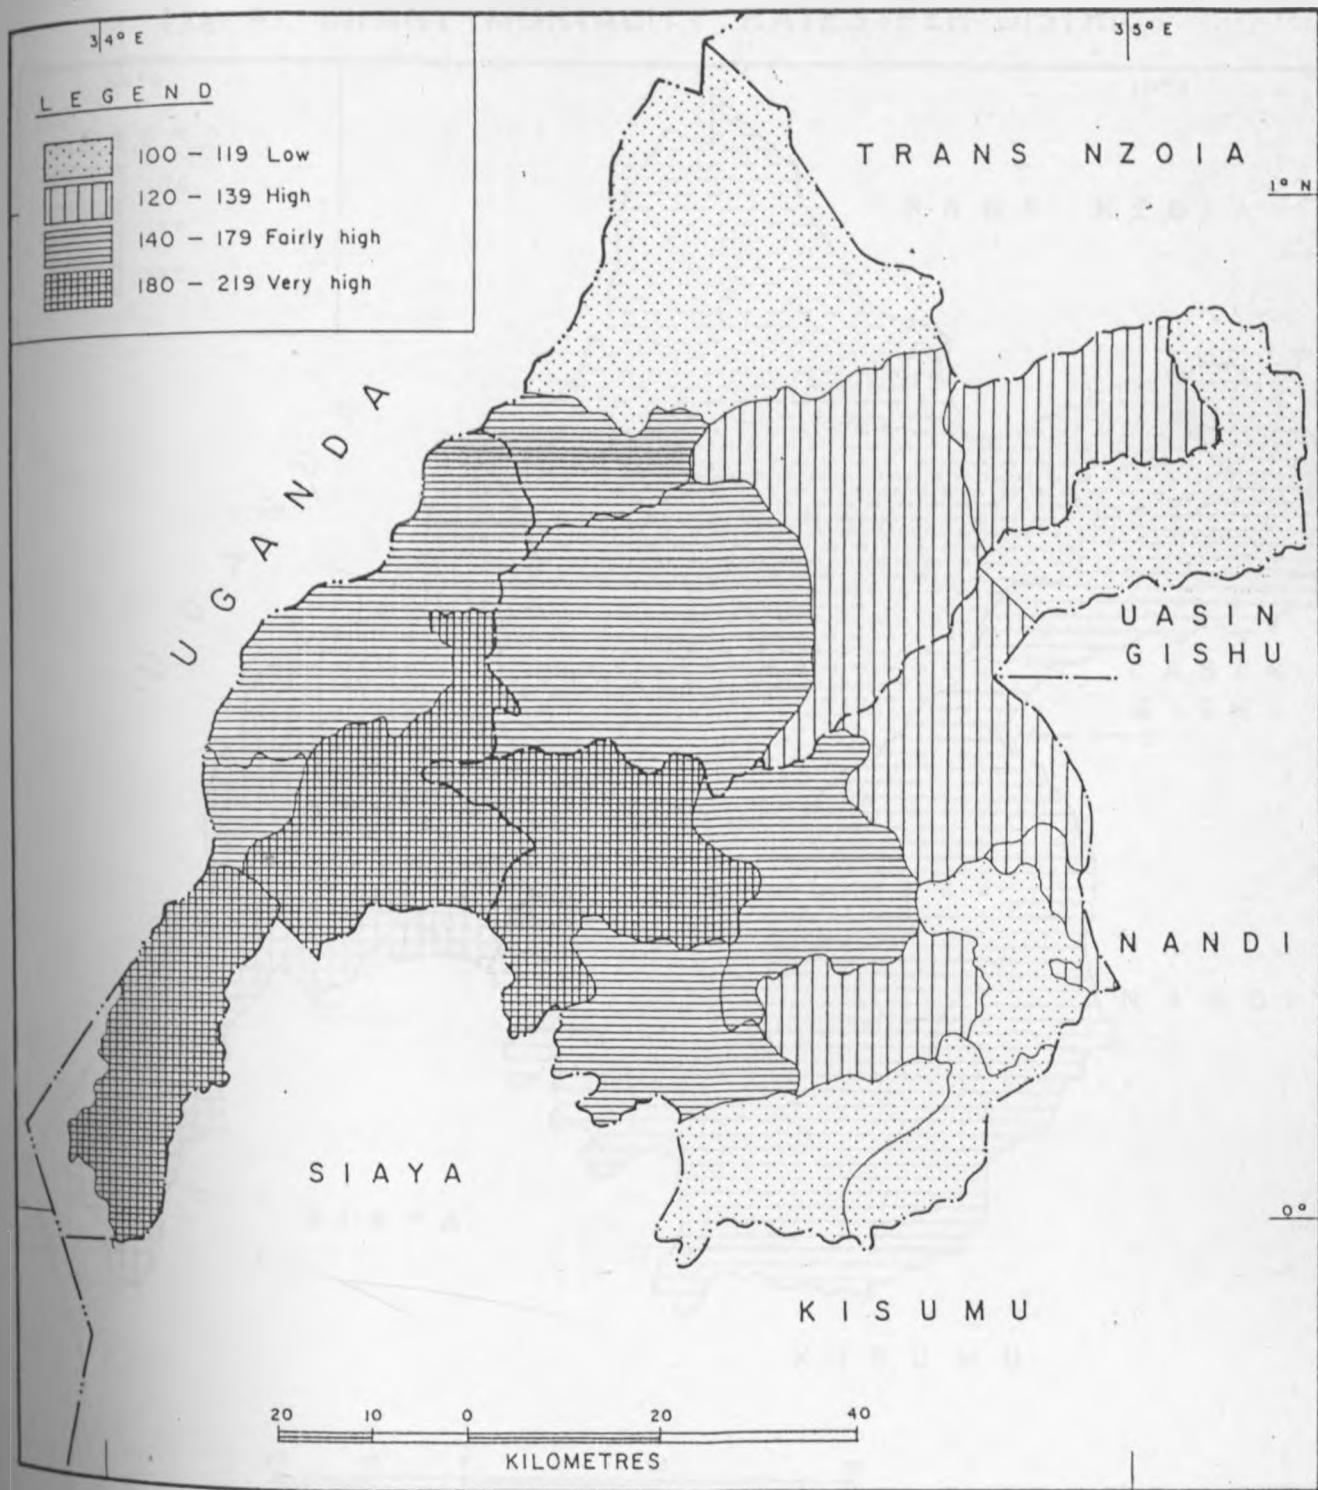 34° E
35° E
LEGEND
100 – 119 Low
120 – 139 High
140 – 179 Fairly high
180 – 219 Very high
TRANS NZOIA
1° N
UGANDA
UASIN
GISHU
NANDI
SIAYA
0°
KISUMU
20 10 0 20 40
KILOMETRES